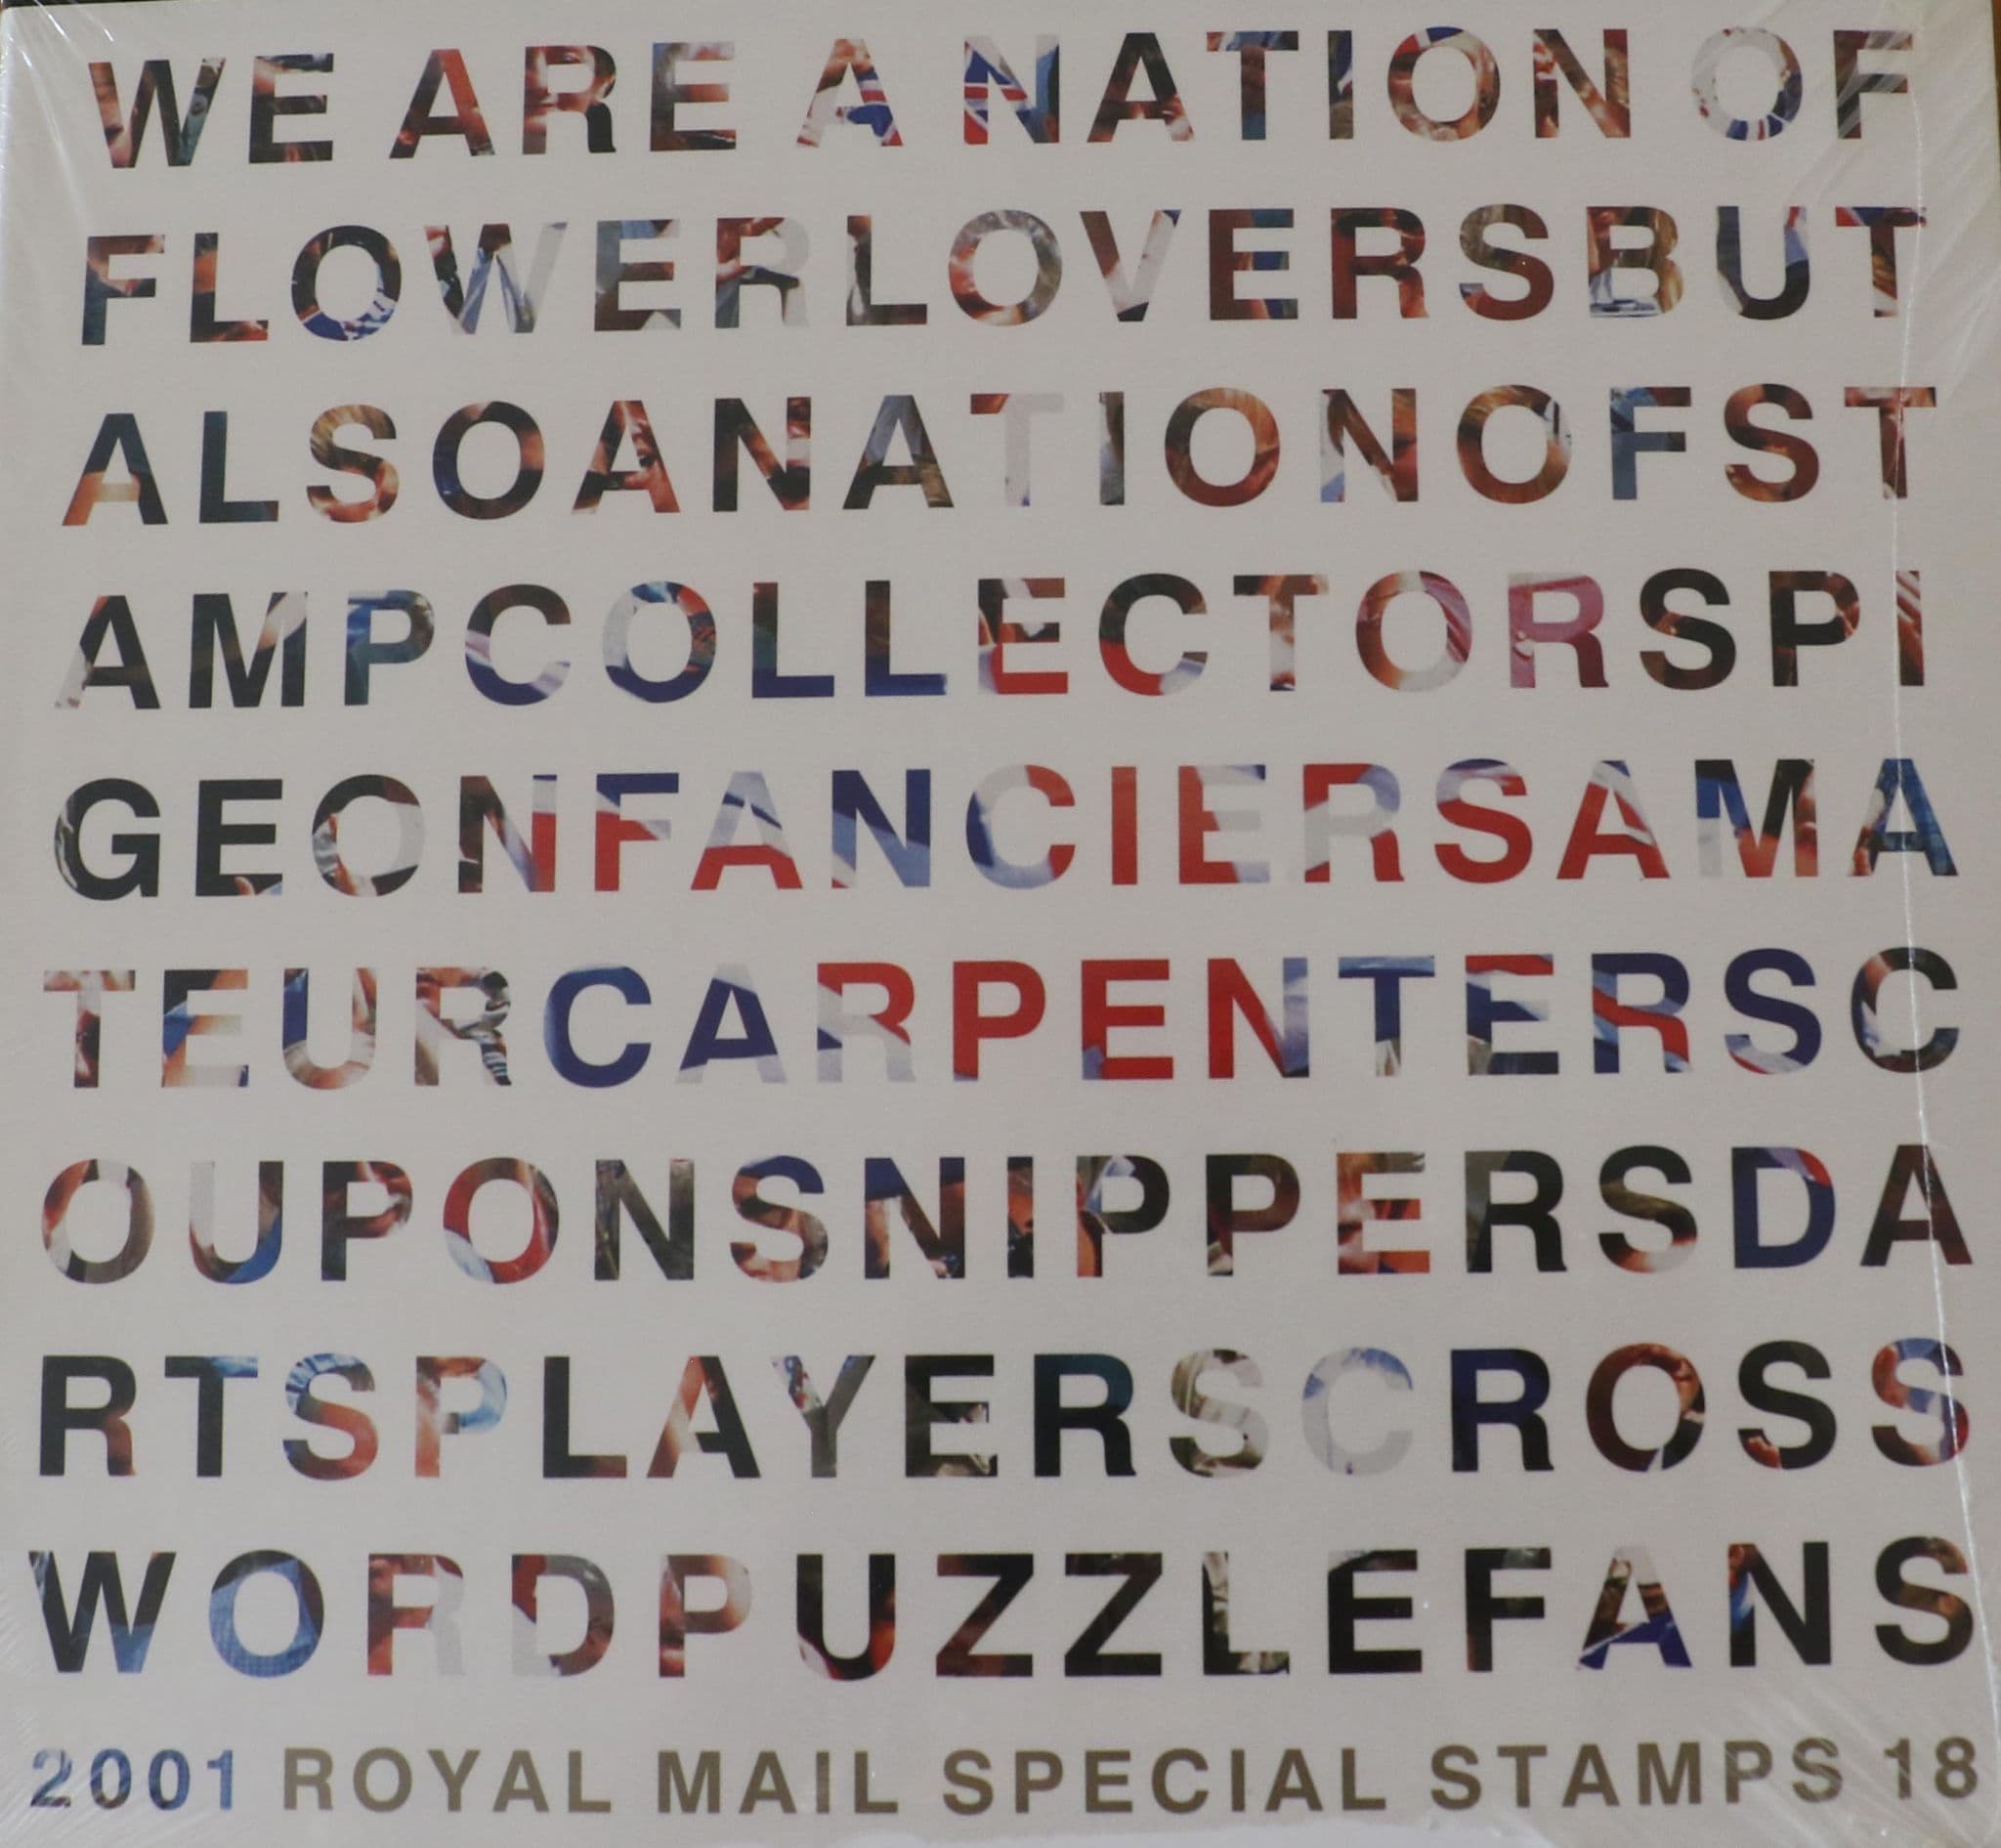 WE ARE A NATION OF
FLOWERLOVERSBUT
ALSOANATIONOFST
AMPCOLLECTORSPI
GEONFANCIERSAMA
TEURCARPENTERSC
OUPONSNIPPERSDA
RTSPLAYERSCROSS
WORDPUZZLEFANS
2001 ROYAL MAIL SPECIAL STAMPS 18